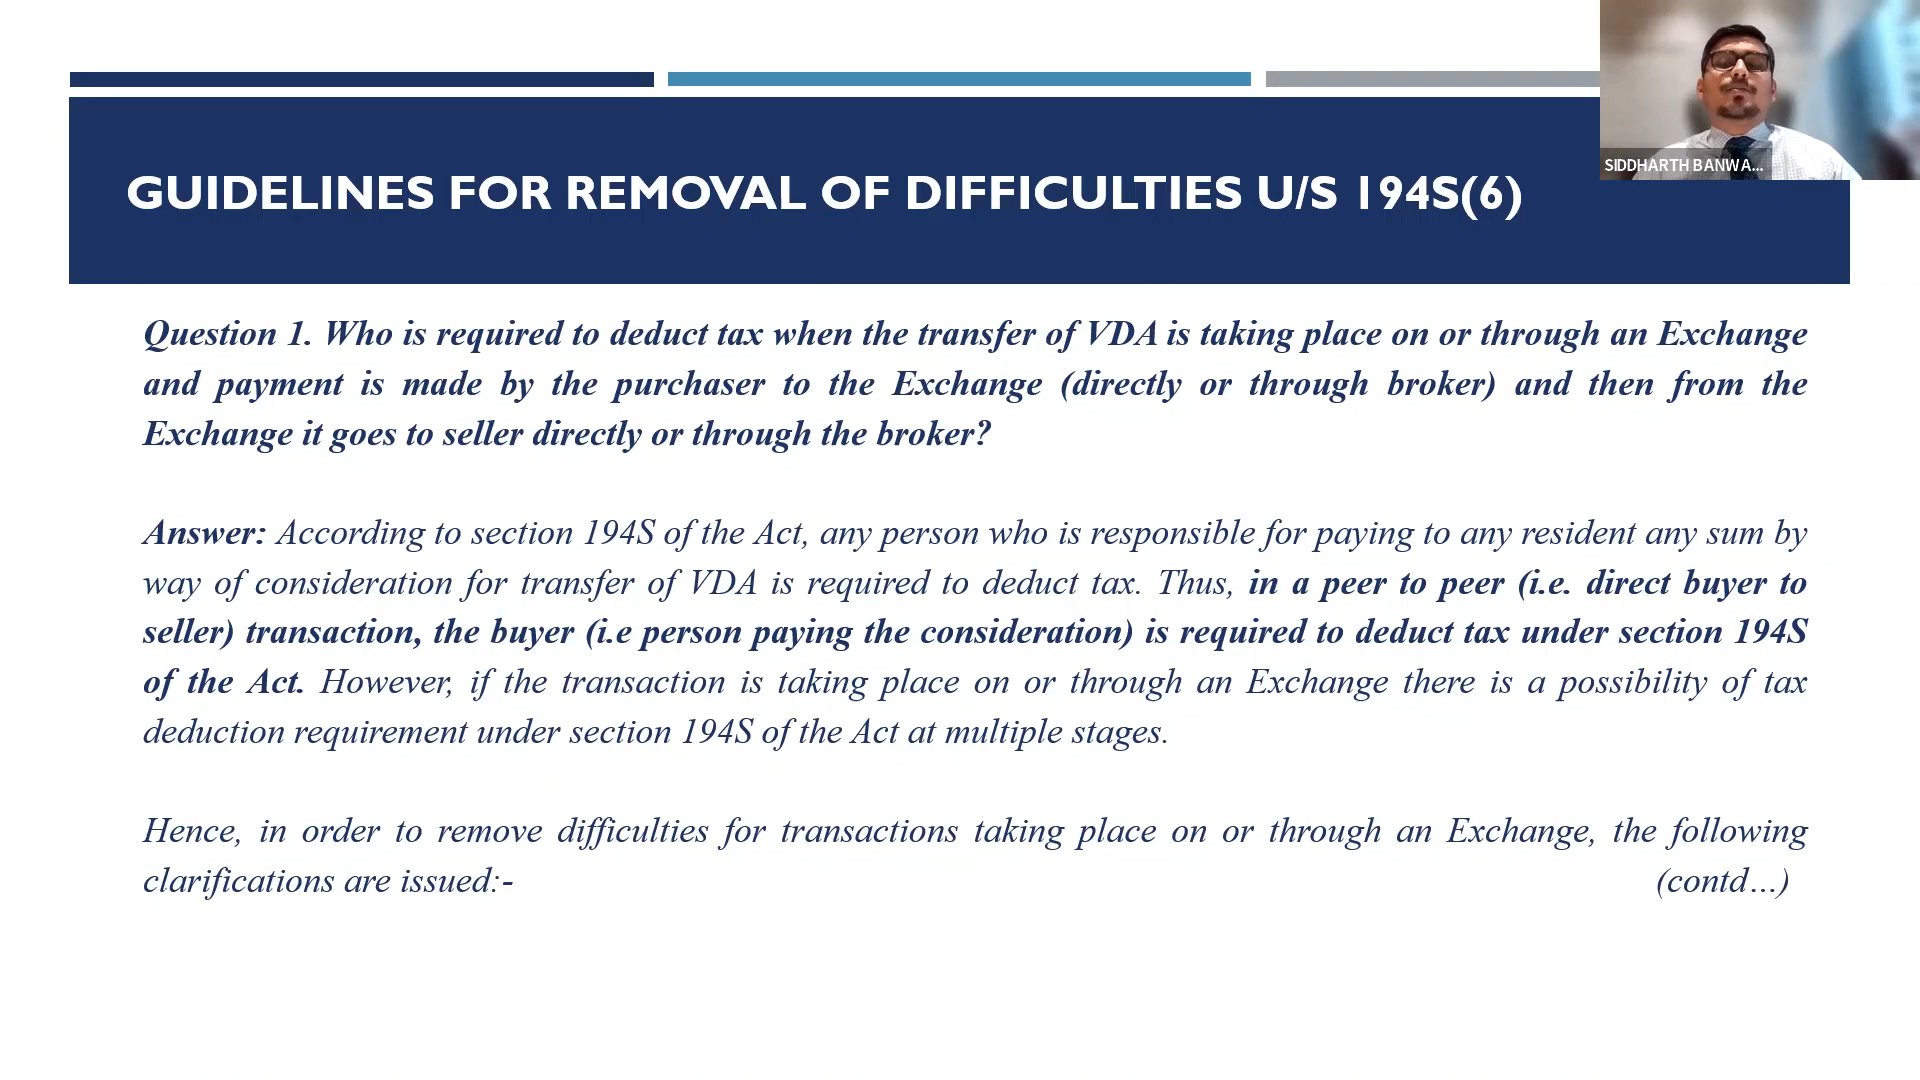 SIDDHARTH BANWA...
GUIDELINES FOR REMOVAL OF DIFFICULTIES U/S 194S(6)
Question 1. Who is required to deduct tax when the transfer of VDA is taking place on or through an Exchange
and payment is made by the purchaser to the Exchange (directly or through broker) and then from the
Exchange it goes to seller directly or through the broker?
Answer: According to section 194S of the Act, any person who is responsible for paying to any resident any sum by
way of consideration for transfer of VDA is required to deduct tax. Thus, in a peer to peer (i.e. direct buyer to
seller) transaction, the buyer (i.e person paying the consideration) is required to deduct tax under section 194S
of the Act. However, if the transaction is taking place on or through an Exchange there is a possibility of tax
deduction requirement under section 194S of the Act at multiple stages.
Hence, in order to remove difficulties for transactions taking place on or through an Exchange, the following
clarifications are issued:- (contd…)